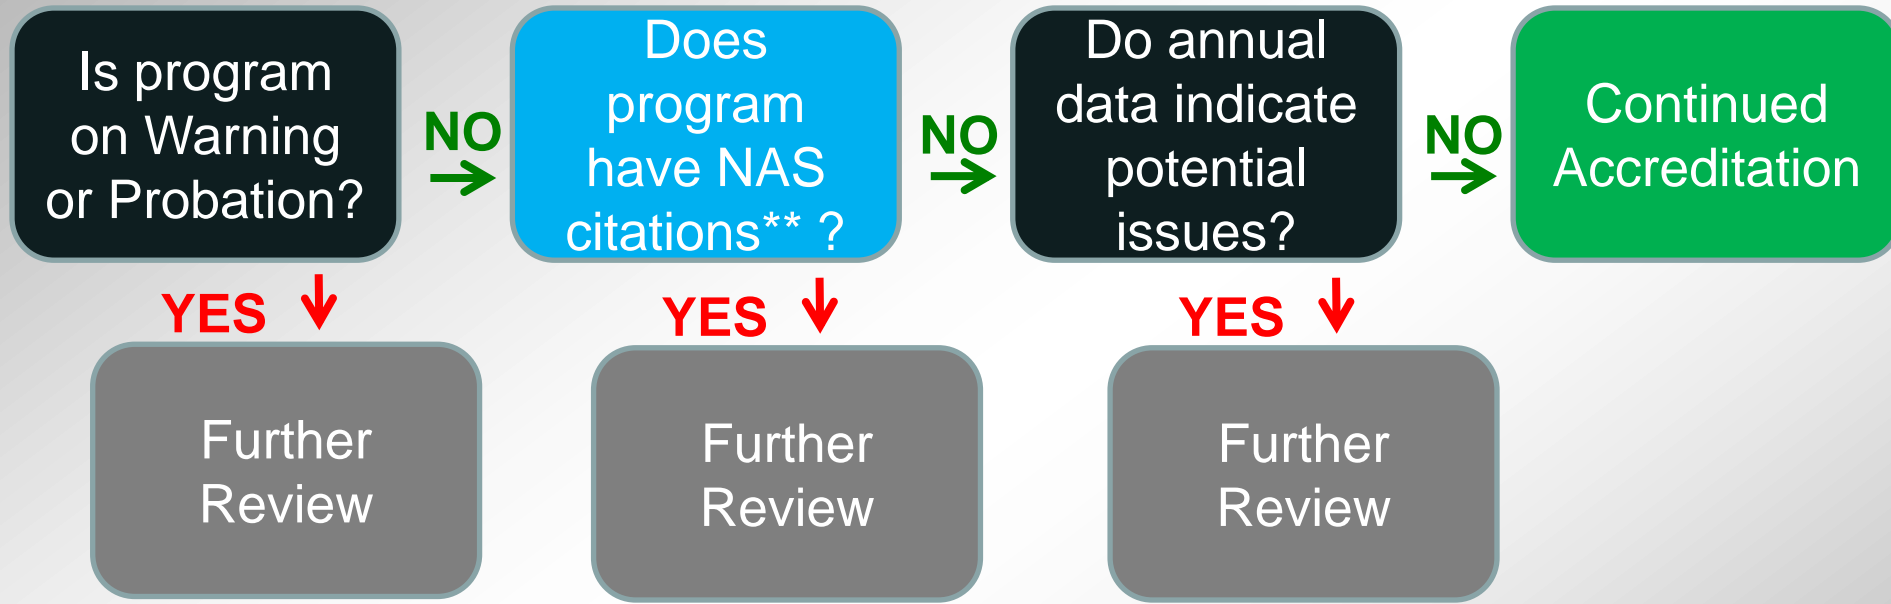 Is program
on Warning
or Probation?
NO
Does
program
have NAS
citations** ?
NO
Do annual
data indicate
potential
issues?
NO
Continued
Accreditation
YES
Further
Review
YES
Further
Review
YES
Further
Review